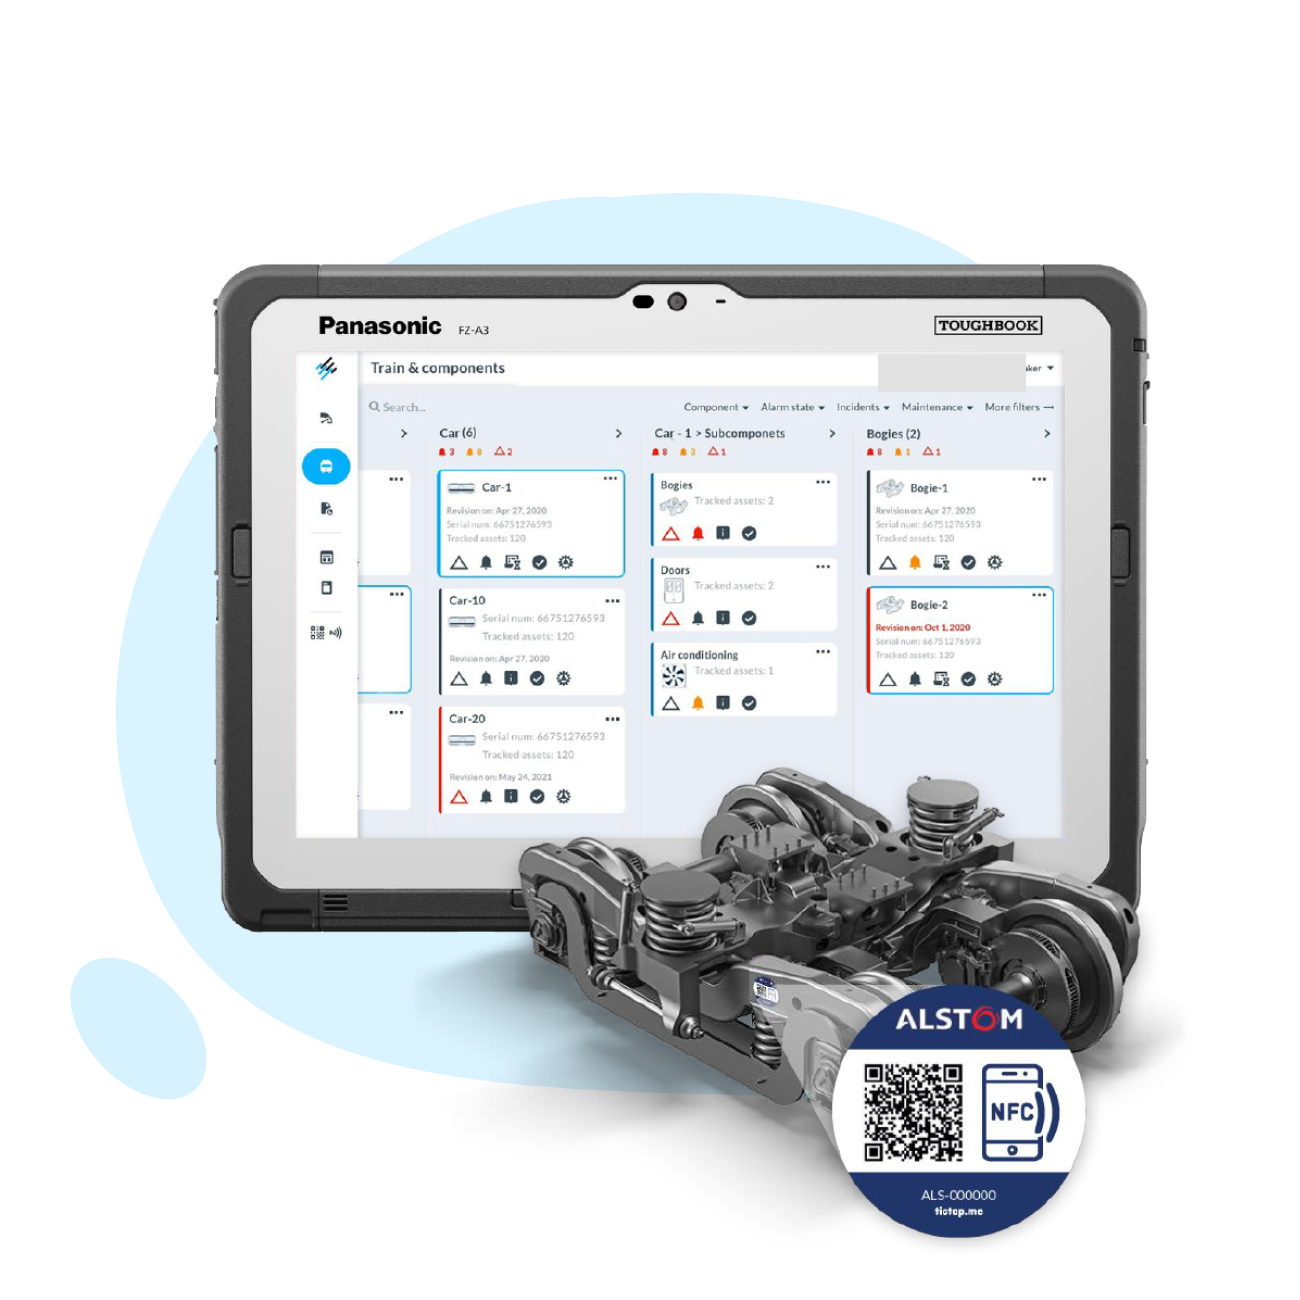 Panasonic FZ-A3 TOUGHBOOK
Train & components
Search...
Component Alarm state Incidents Maintenance More filters
Car (6)
3 8 2
Car-1
Revision on: Apr 27, 2020
Serial num: 66751276593
Tracked assets: 120
Car-10
Serial num: 66751276593
Tracked assets: 120
Revision on: Apr 27, 2020
Car-20
Serial num: 66751276593
Tracked assets: 120
Revision on: May 24, 2021
Car - 1 > Subcomponets
8 3 1
Bogies
Tracked assets: 2
Doors
Tracked assets: 2
Air conditioning
Tracked assets: 1
Bogies (2)
8 1 1
Bogie-1
Revision on: Apr 27, 2020
Serial num: 66751276593
Tracked assets: 120
Bogie-2
Revision on: Oct 1, 2020
Serial num: 66751276593
Tracked assets: 120
ALSTOM
NFC
ALS-000000
tictop.me